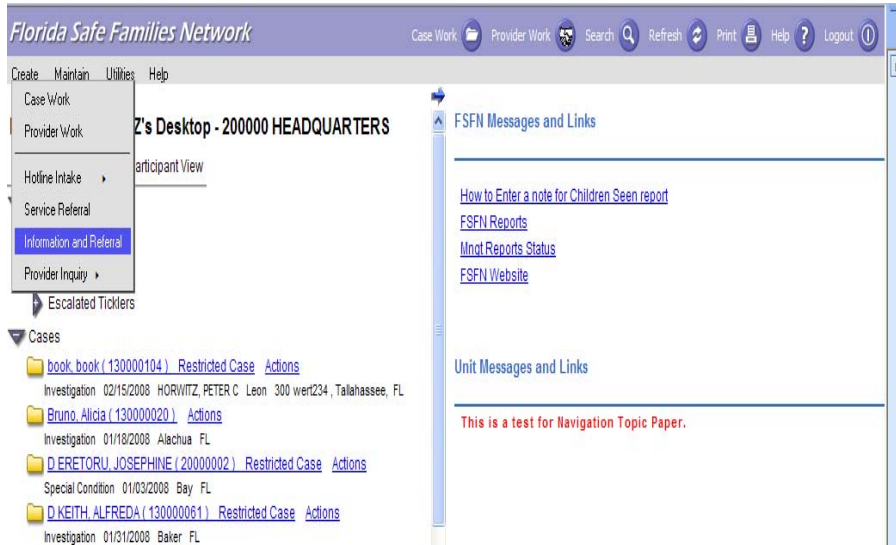 Florida Safe Families Network
Case Work Provider Work Search Refresh Print Help Logout
Create Maintain Utilities Help
Case Work
Provider Work
Hotline Intake
Service Referral
Information and Referral
Provider Inquiry
Z's Desktop - 200000 HEADQUARTERS
articipant View
Escalated Ticklers
Cases
book, book ( 130000104 ) Restricted Case Actions
Investigation 02/15/2008 HORWITZ, PETER C Leon 300 wert234 , Tallahassee, FL
Bruno, Alicia ( 130000020 ) Actions
Investigation 01/18/2008 Alachua FL
D ERETORU, JOSEPHINE ( 20000002 ) Restricted Case Actions
Special Condition 01/03/2008 Bay FL
D KEITH, ALFREDA ( 130000061 ) Restricted Case Actions
Investigation 01/31/2008 Baker FL
FSFN Messages and Links
How to Enter a note for Children Seen report
FSFN Reports
Mngt Reports Status
FSFN Website
Unit Messages and Links
This is a test for Navigation Topic Paper.